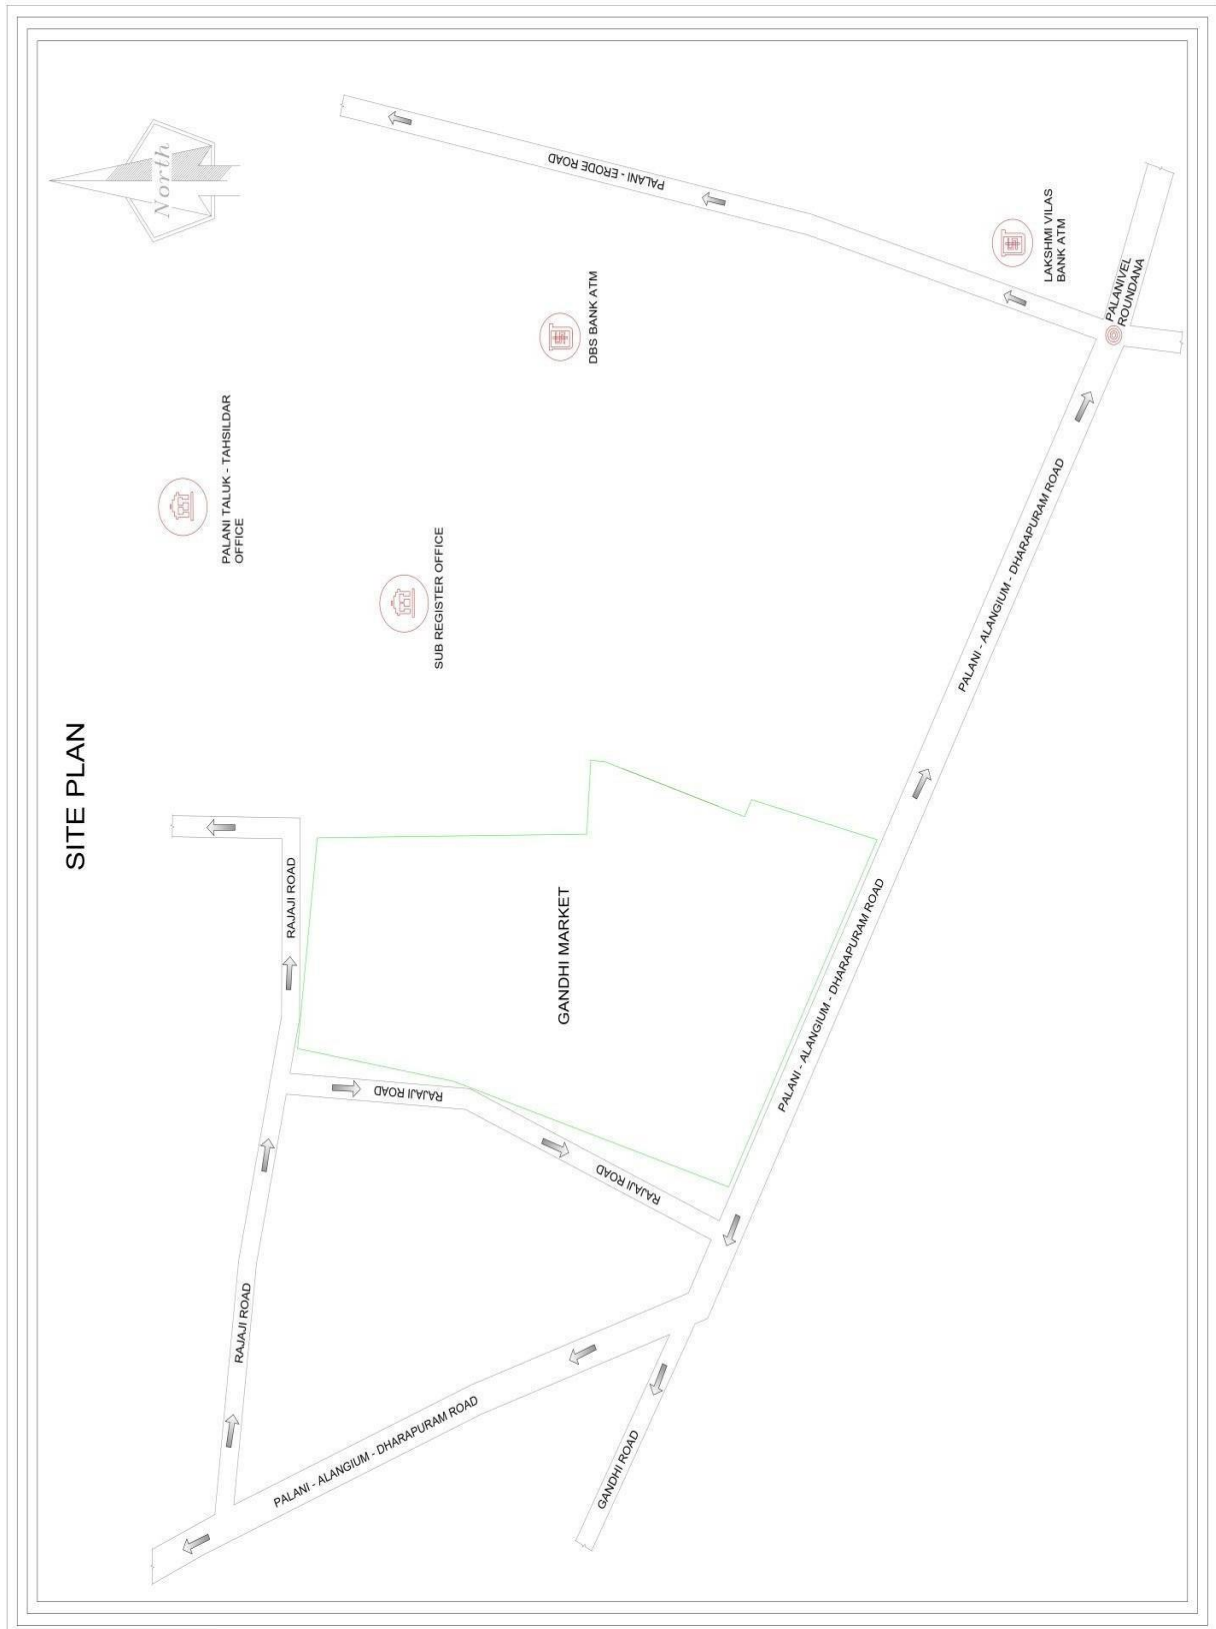 SITE PLAN
North
PALANI TALUK - TAHSILDAR
OFFICE
SUB REGISTER OFFICE
DBS BANK ATM
PALANI - ERODE ROAD
LAKSHMI VILAS
BANK ATM
PALANIVEL
ROUNDANA
PALANI - ALANGIUM - DHARAPURAM ROAD
RAJAJI ROAD
GANDHI MARKET
PALANI - ALANGIUM - DHARAPURAM ROAD
RAJAJI ROAD
RAJAJI ROAD
RAJAJI ROAD
PALANI - ALANGIUM - DHARAPURAM ROAD
GANDHI ROAD